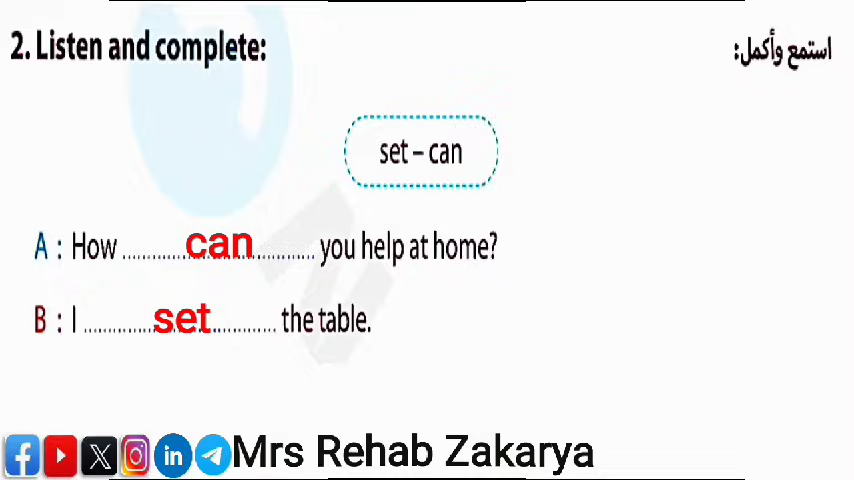 2. Listen and complete:
استمع وأكمل:
set – can
A : How ........can........ you help at home?
B : I ........set........ the table.
Mrs Rehab Zakarya